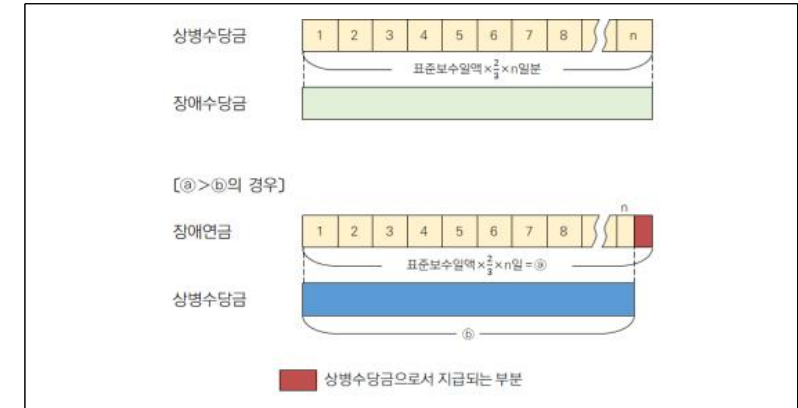 상병수당금
1 2 3 4 5 6 7 8 n
표준보수일액×2/3×n일분
장애수당금
[ⓐ>ⓑ의 경우]
n
장애연금
1 2 3 4 5 6 7 8
표준보수일액×2/3×n일=ⓐ
상병수당금
ⓑ
상병수당금으로서 지급되는 부분